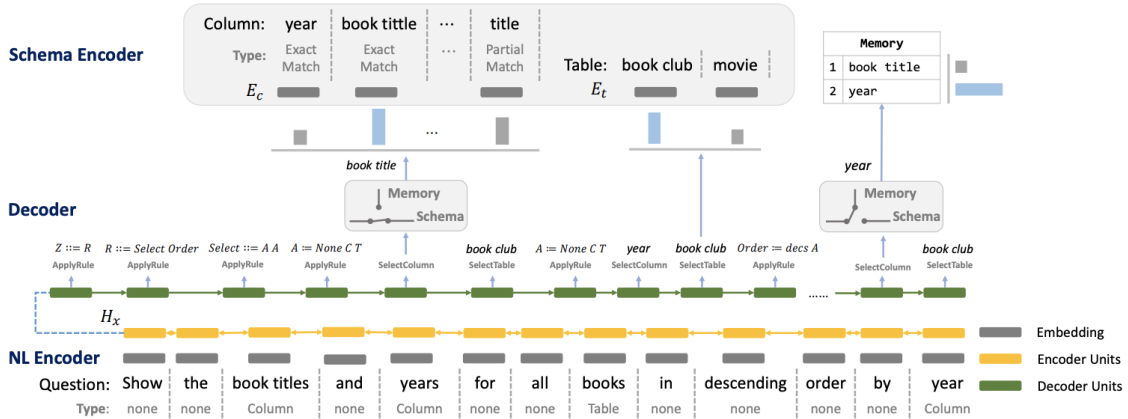 Schema Encoder
Column: year book tittle ... title
Type: Exact Match Exact Match ... Partial Match
E_c
Table: book club movie
E_t
Memory
1 book title
2 year
...
book title
year
Decoder
Memory
Schema
Memory
Schema
Z ::= R R ::= Select Order Select ::= A A A ::= None C T book club A ::= None C T year book club Order ::= decs A book club
ApplyRule ApplyRule ApplyRule ApplyRule SelectColumn SelectTable ApplyRule SelectColumn SelectTable ApplyRule SelectColumn SelectTable
......
H_x
NL Encoder
Embedding
Encoder Units
Decoder Units
Question: Show the book titles and years for all books in descending order by year
Type: none none Column none Column none none Table none none none none Column